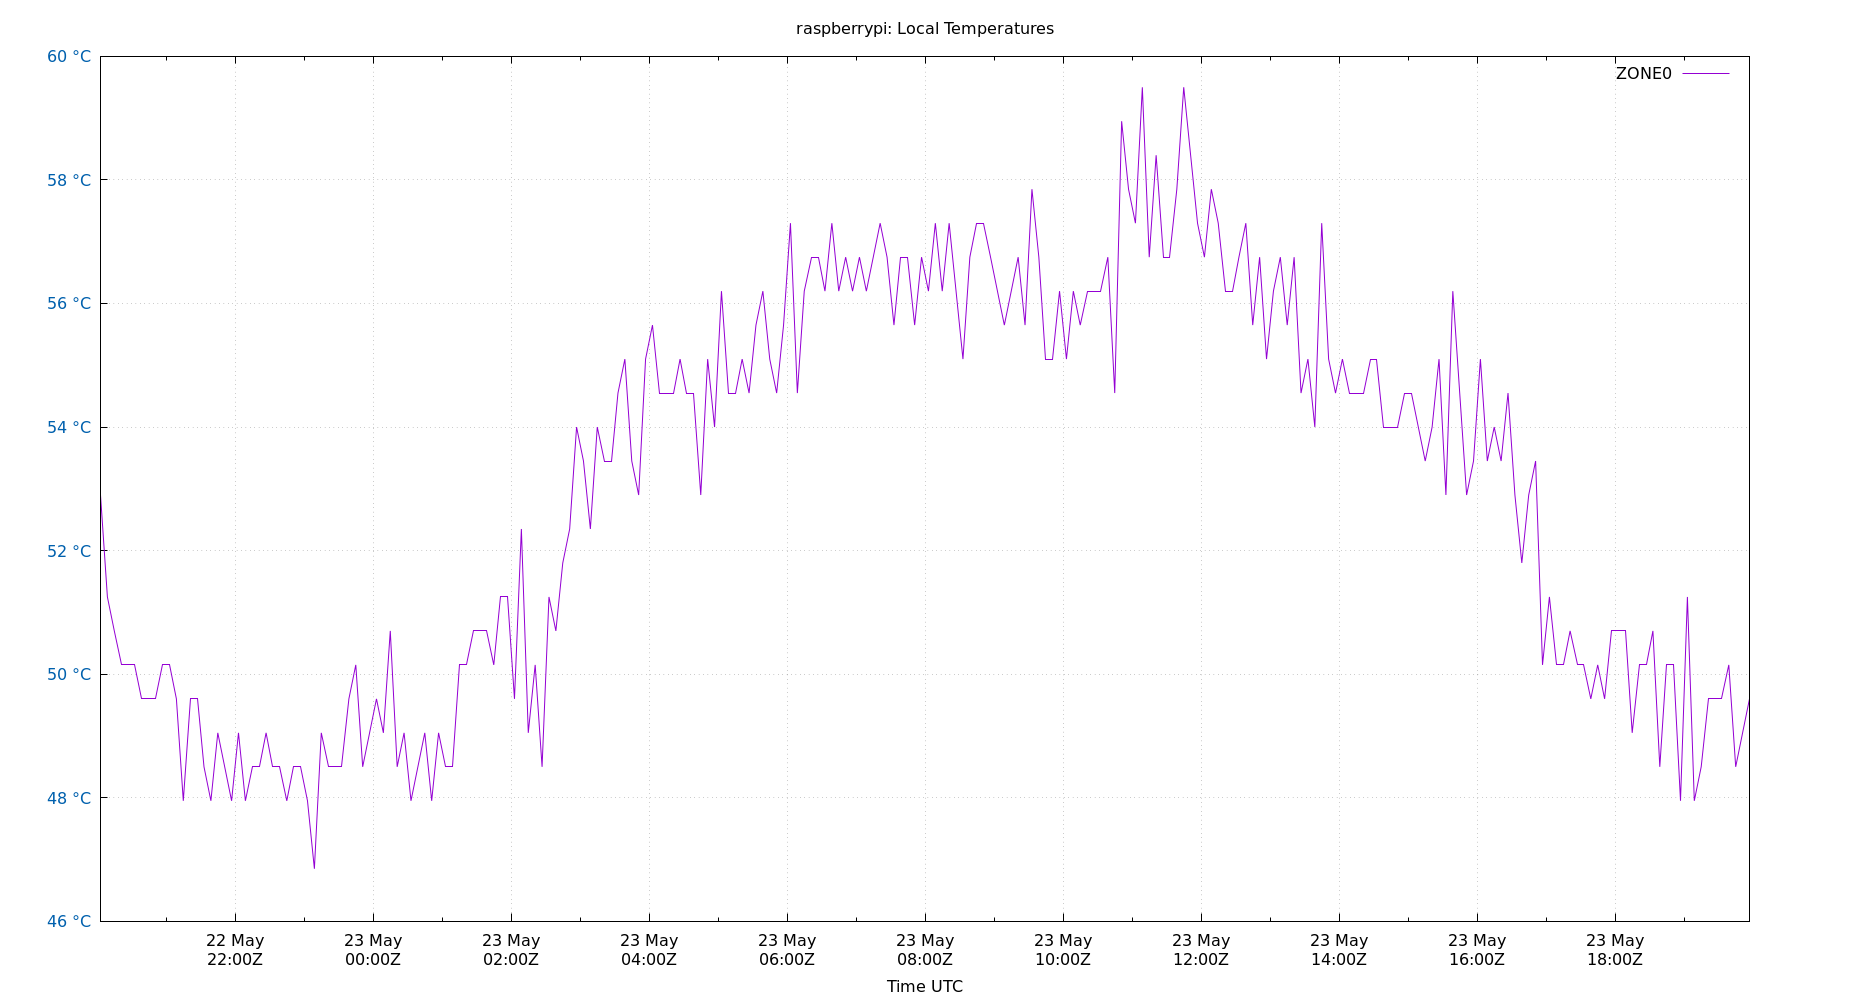 raspberrypi: Local Temperatures
60 °C
ZONE0
58 °C
56 °C
54 °C
52 °C
50 °C
48 °C
46 °C
22 May 23 May 23 May 23 May 23 May 23 May 23 May 23 May 23 May 23 May 23 May
22:00Z 00:00Z 02:00Z 04:00Z 06:00Z 08:00Z 10:00Z 12:00Z 14:00Z 16:00Z 18:00Z
Time UTC